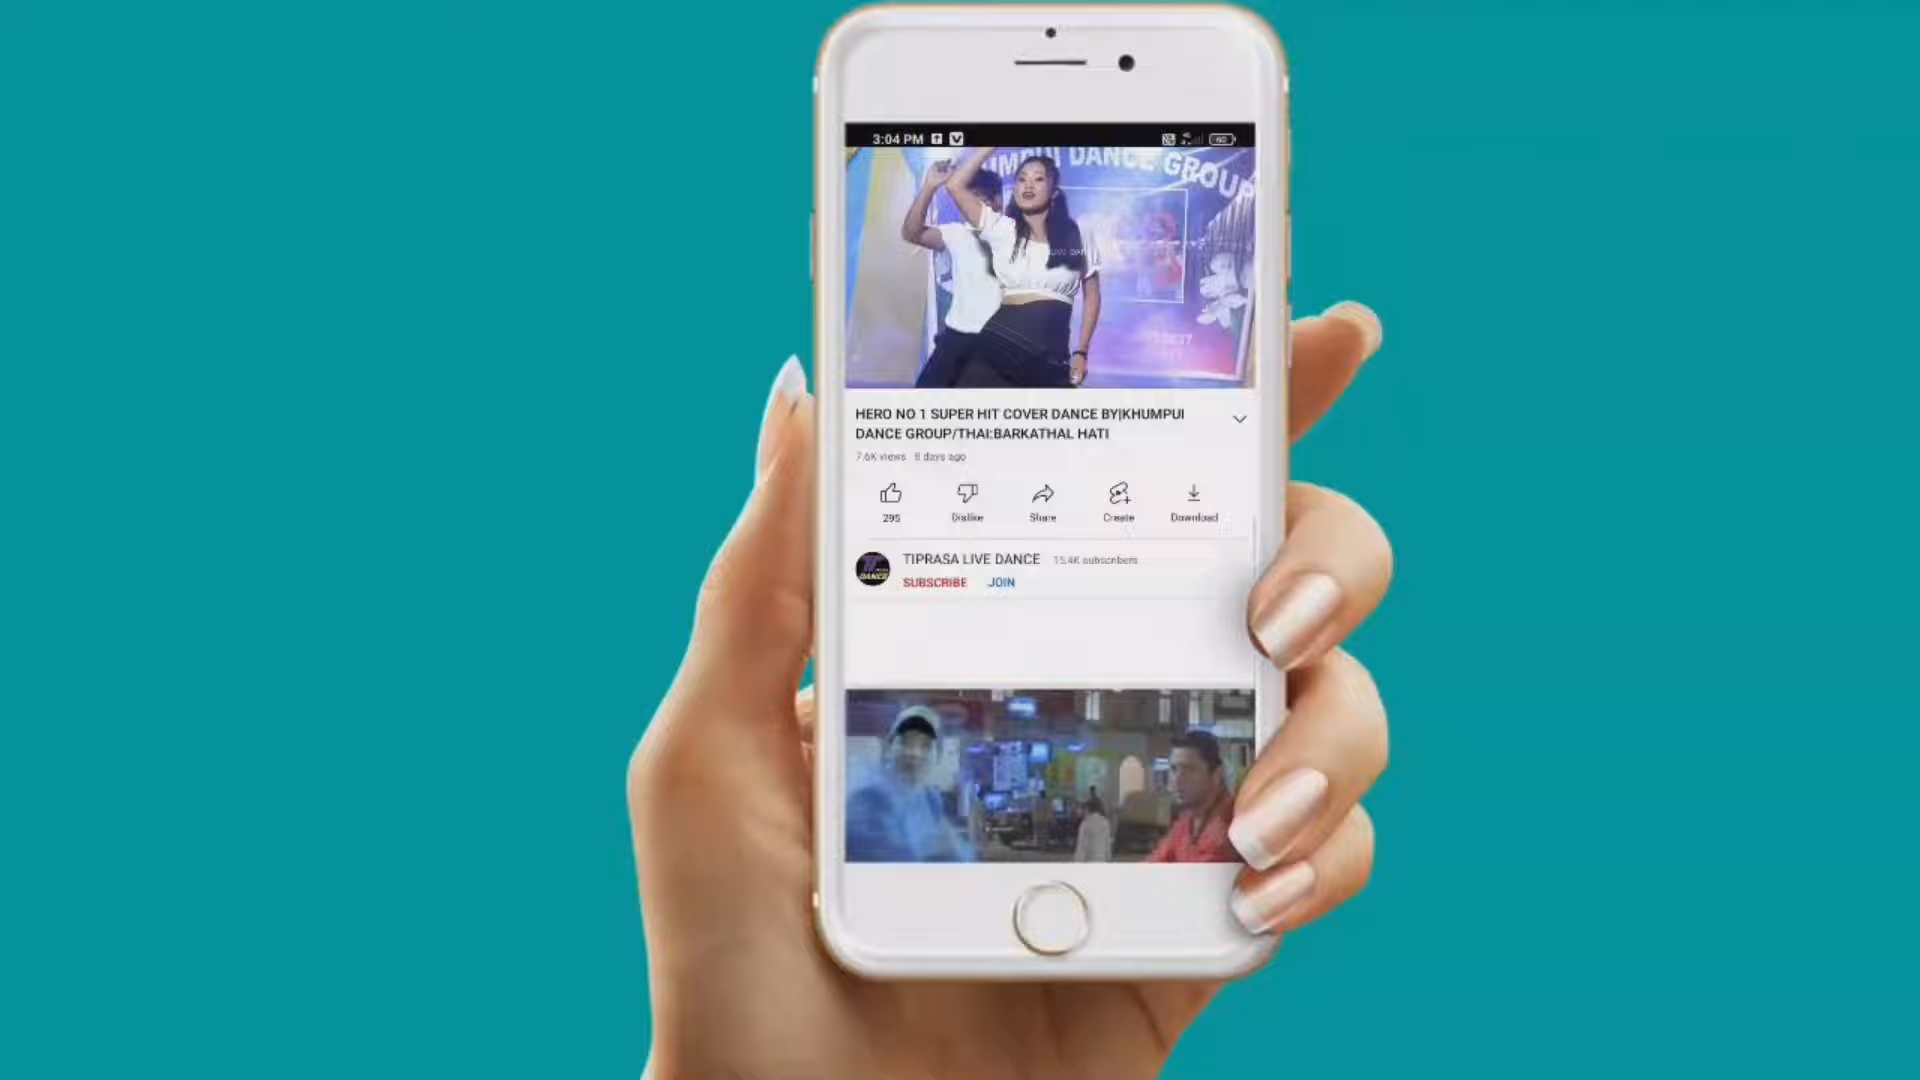 3:04 PM
KHUMPUI DANCE GROUP
HERO NO 1 SUPER HIT COVER DANCE BY|KHUMPUI
DANCE GROUP/THAI:BARKATHAL HATI
7.6K views 8 days ago
295 Dislike Share Create Download
TIPRASA LIVE DANCE 15.4K subscribers
DANCE
SUBSCRIBE JOIN